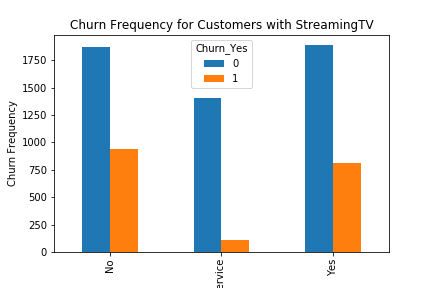 Churn Frequency for Customers with StreamingTV
Churn_Yes
0
1
Churn Frequency
1750
1500
1250
1000
750
500
250
0
No
ervice
Yes